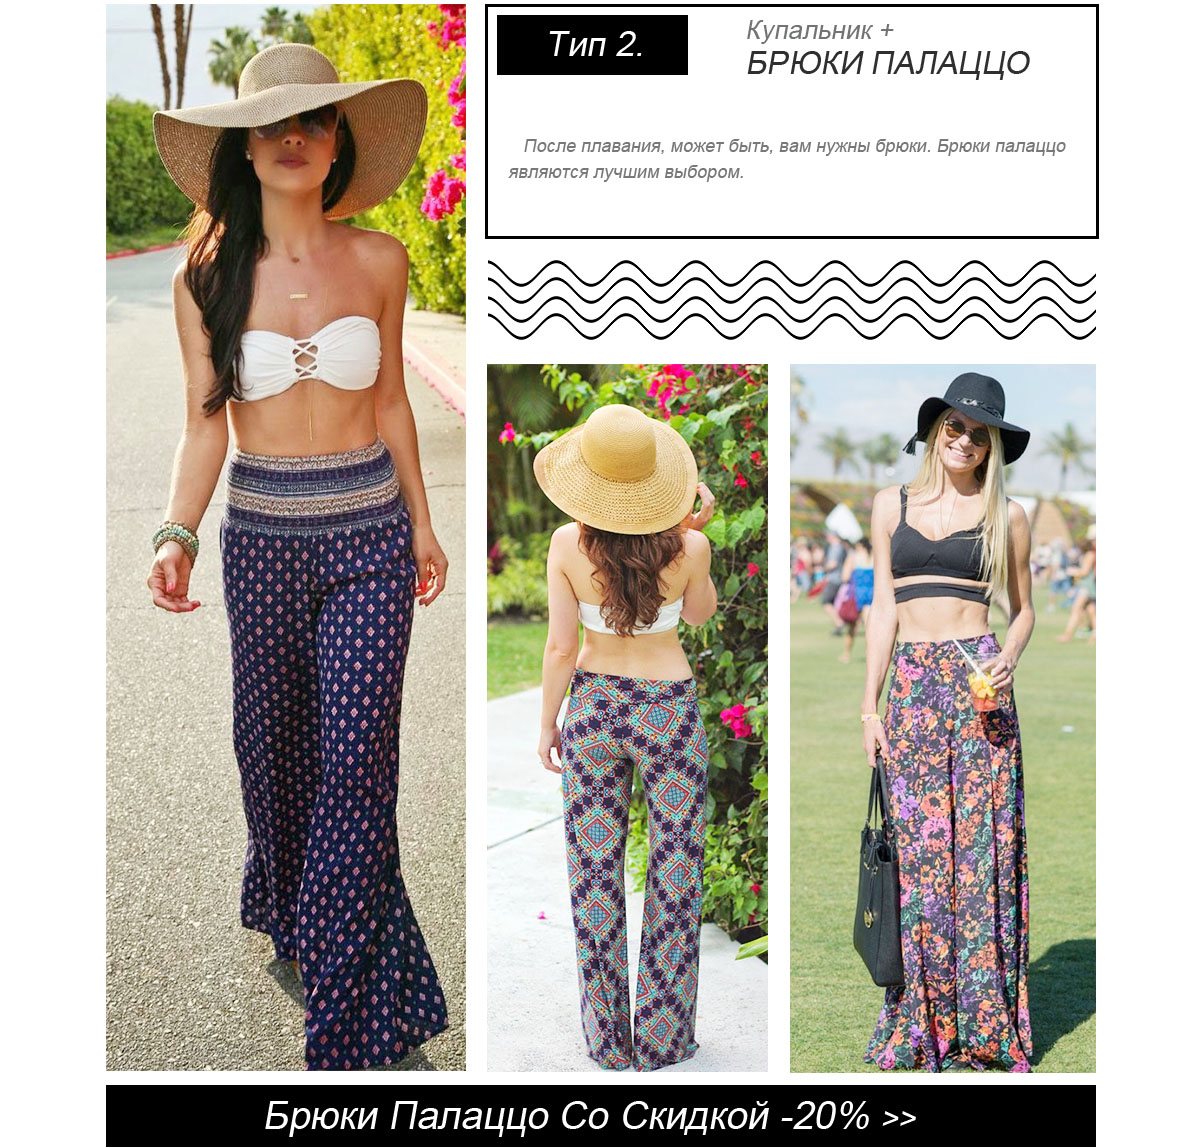 Тип 2.
Купальник +
БРЮКИ ПАЛАЦЦО
После плавания, может быть, вам нужны брюки. Брюки палаццо
являются лучшим выбором.
Брюки Палаццо Со Скидкой -20% >>